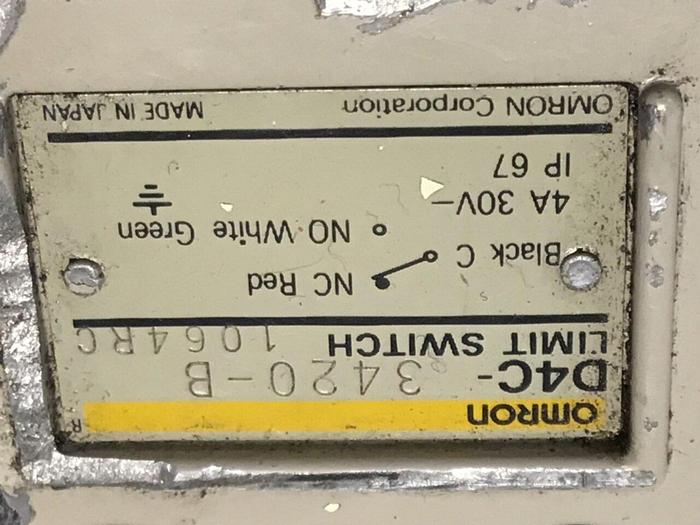 OMRON R
D4C-3420-B
LIMIT SWITCH 1064RC
NC Red
Black C
NO White Green
4A 30V⎓
IP 67
OMRON Corporation MADE IN JAPAN